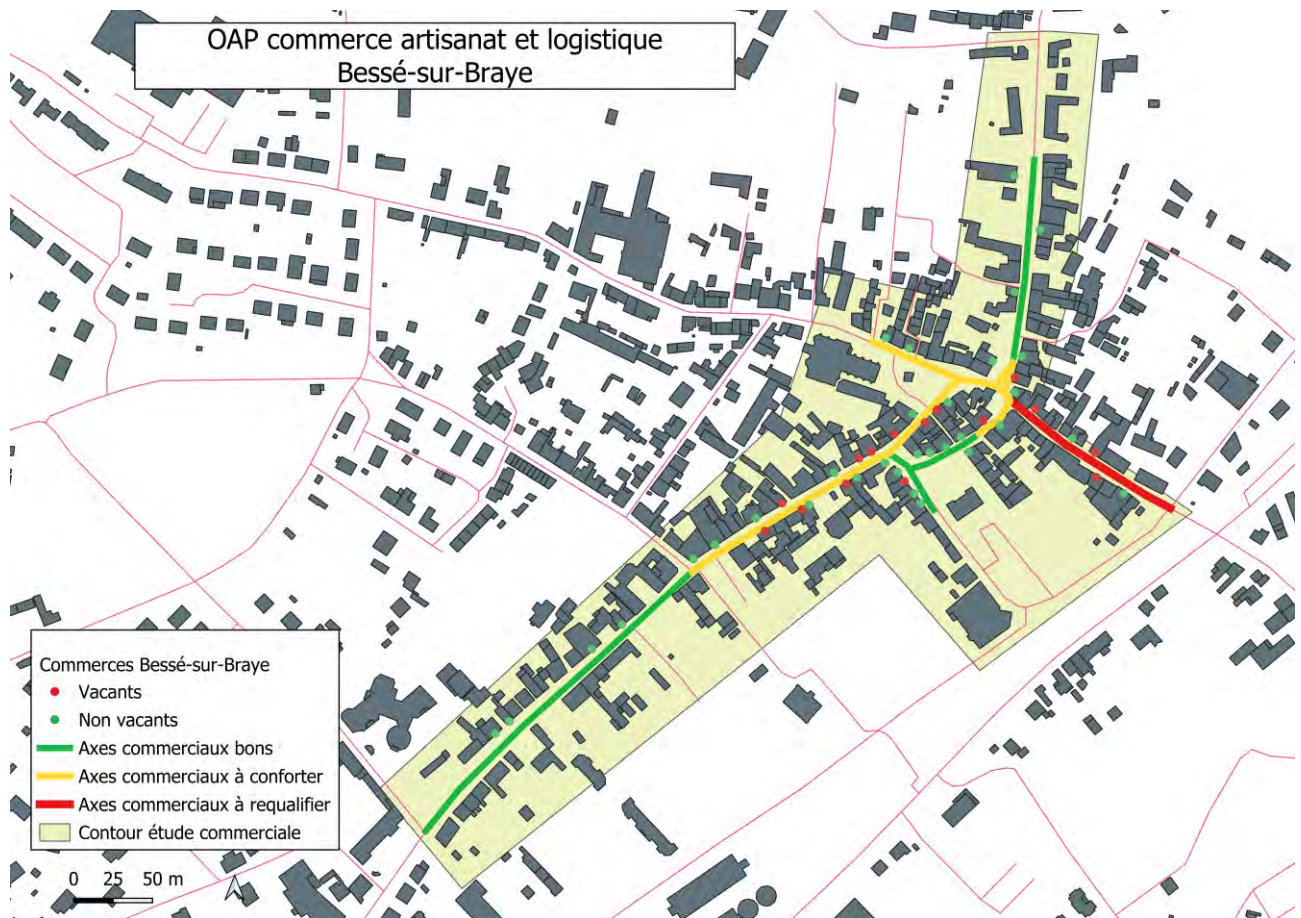 OAP commerce artisanat et logistique
Bessé-sur-Braye
Commerces Bessé-sur-Braye
Vacants
Non vacants
Axes commerciaux bons
Axes commerciaux à conforter
Axes commerciaux à requalifier
Contour étude commerciale
0 25 50 m